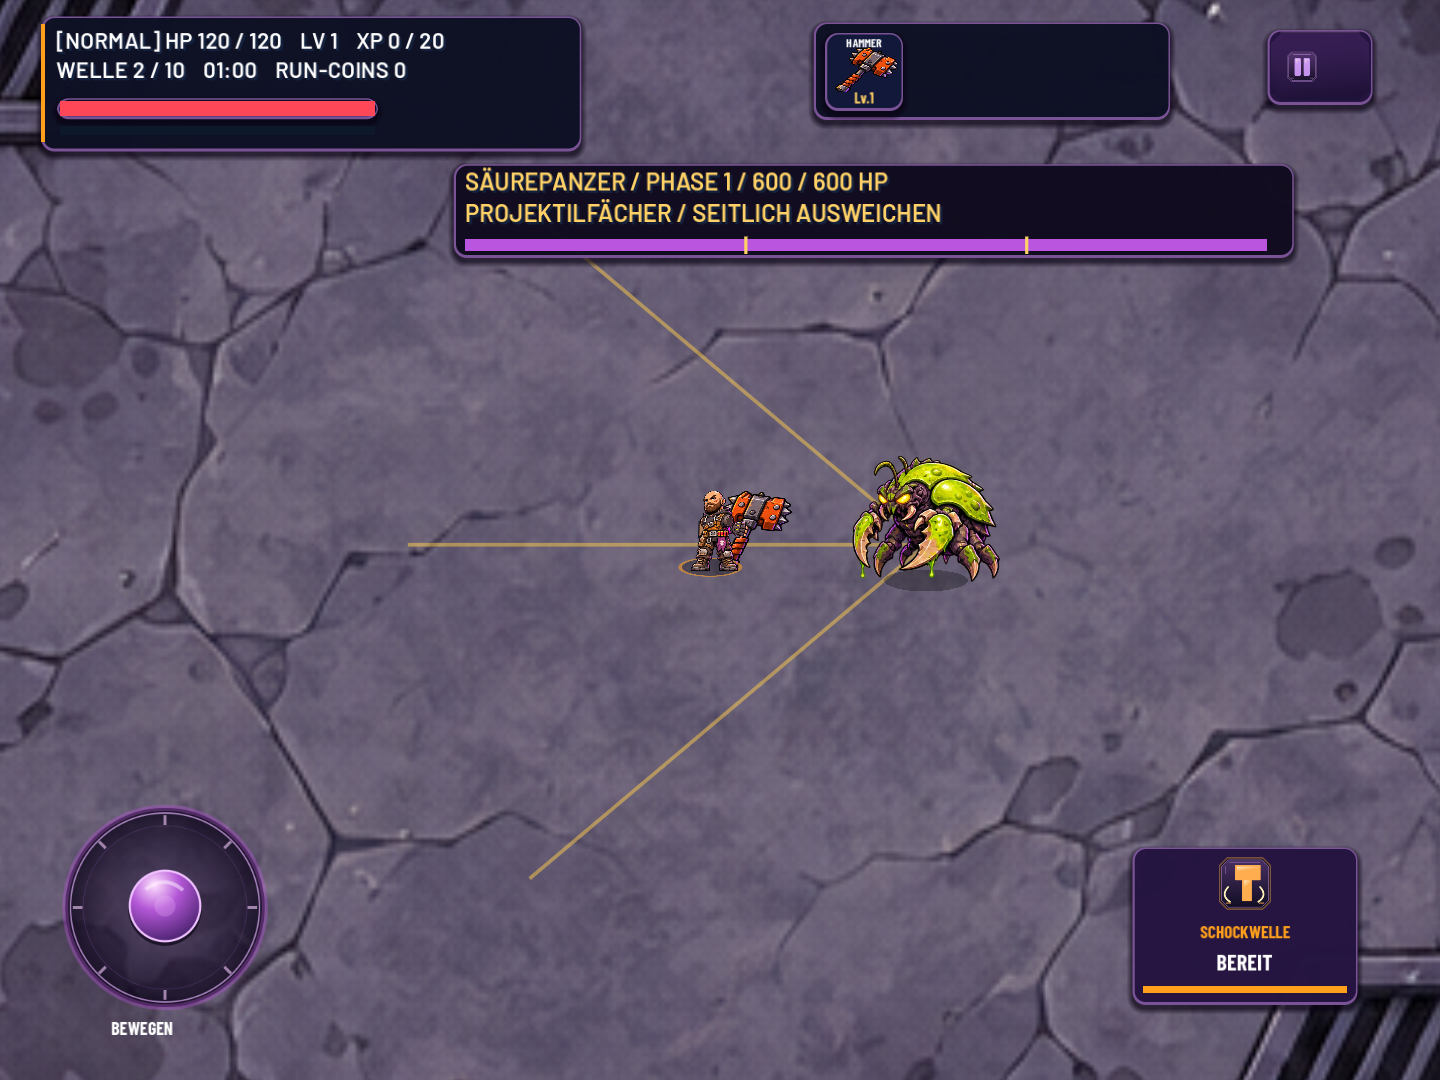 [NORMAL] HP 120 / 120 LV 1 XP 0 / 20
WELLE 2 / 10 01:00 RUN-COINS 0
HAMMER
Lv.1
SÄUREPANZER / PHASE 1 / 600 / 600 HP
PROJEKTILFÄCHER / SEITLICH AUSWEICHEN
SCHOCKWELLE
BEREIT
BEWEGEN